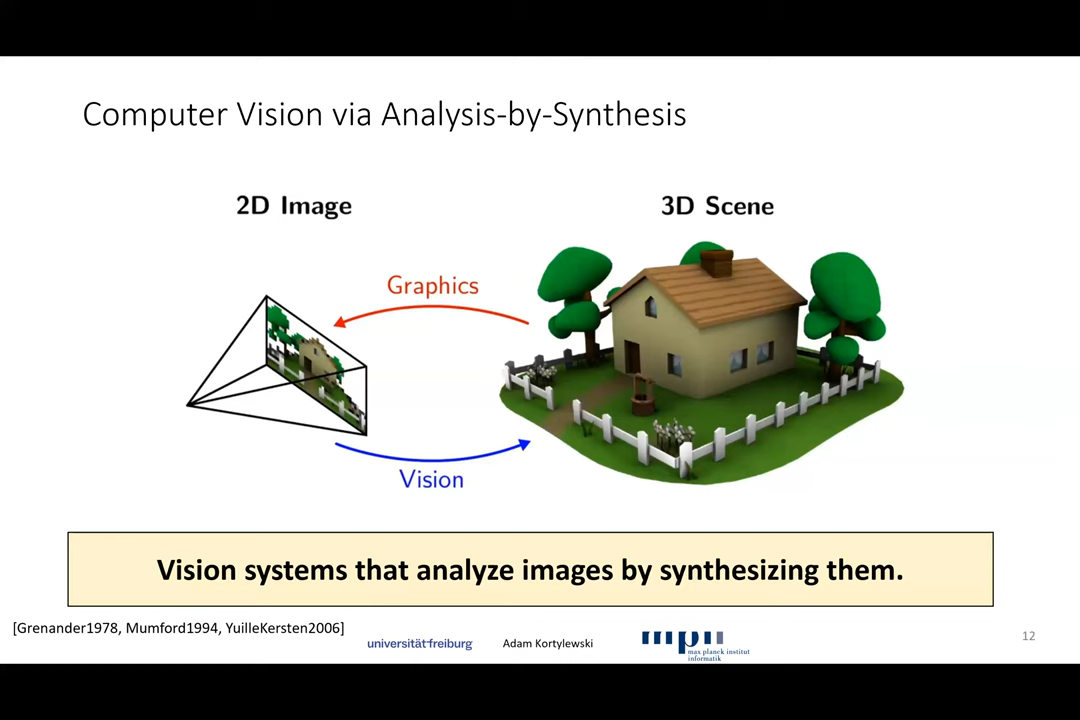 Computer Vision via Analysis-by-Synthesis
2D Image
3D Scene
Graphics
Vision
Vision systems that analyze images by synthesizing them.
[Grenander1978, Mumford1994, YuilleKersten2006]
universität freiburg
Adam Kortylewski
mpii
max planck institut
informatik
12